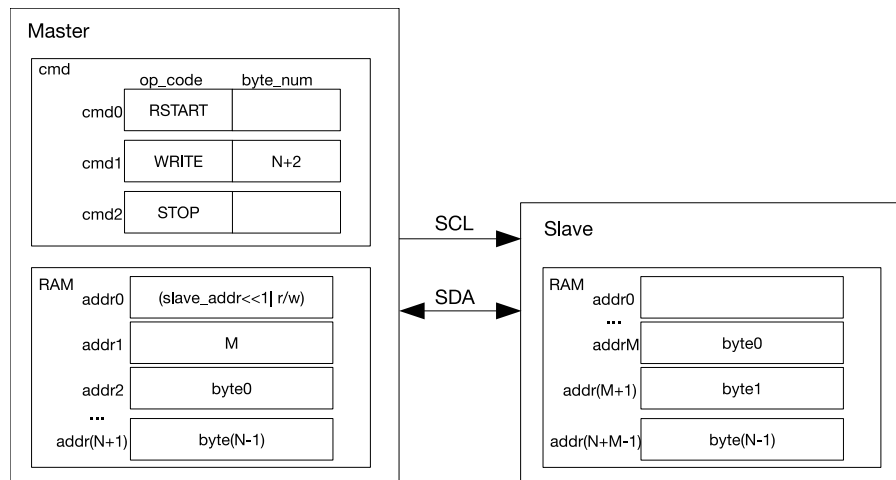 Master
cmd
op_code byte_num
cmd0 RSTART
cmd1 WRITE N+2
cmd2 STOP
RAM
addr0 (slave_addr<<1| r/w)
addr1 M
addr2 byte0
...
addr(N+1) byte(N-1)
SCL
SDA
Slave
RAM
addr0
...
addrM byte0
addr(M+1) byte1
addr(N+M-1) byte(N-1)